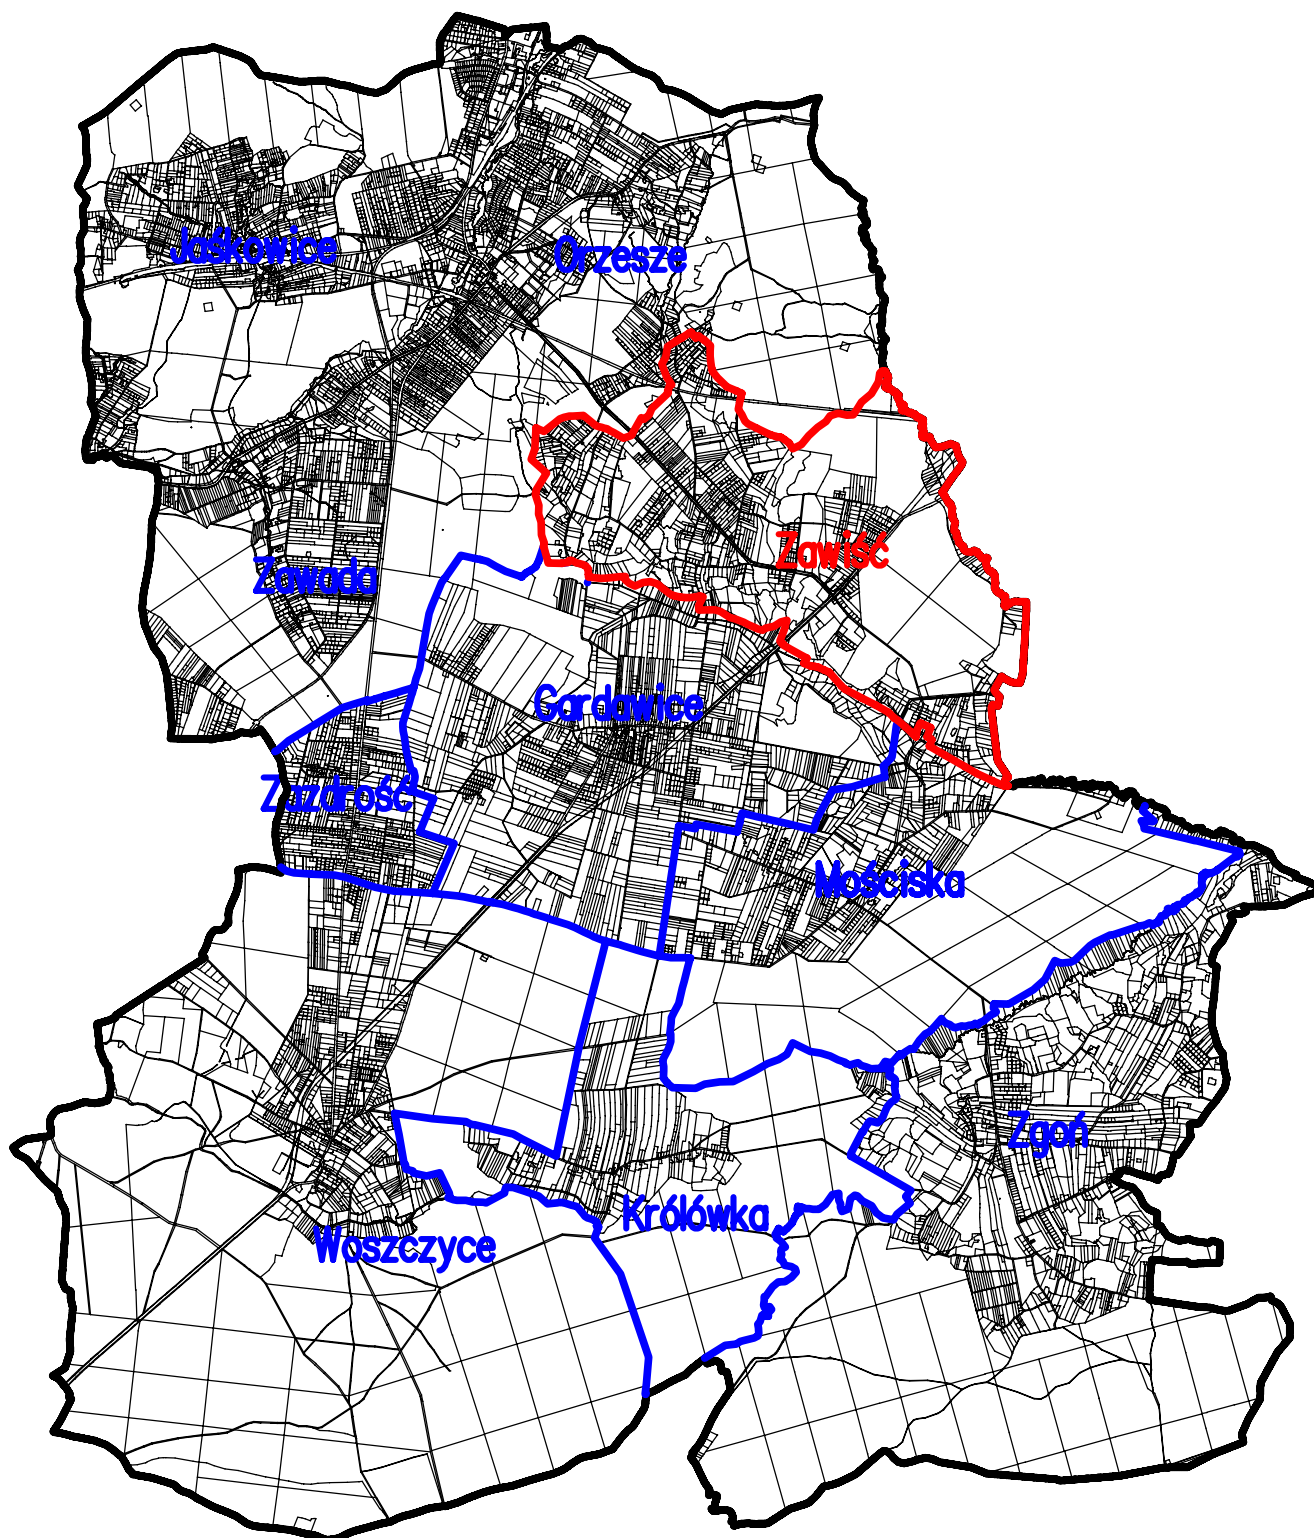 Jaśkowice
Orzesze
Zawiść
Zawada
Gardawice
Zazdrość
Mościska
Zgoń
Królówka
Woszczyce